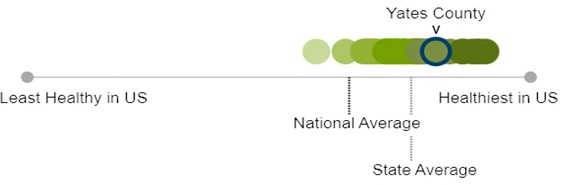 Yates County
Least Healthy in US
Healthiest in US
National Average
State Average